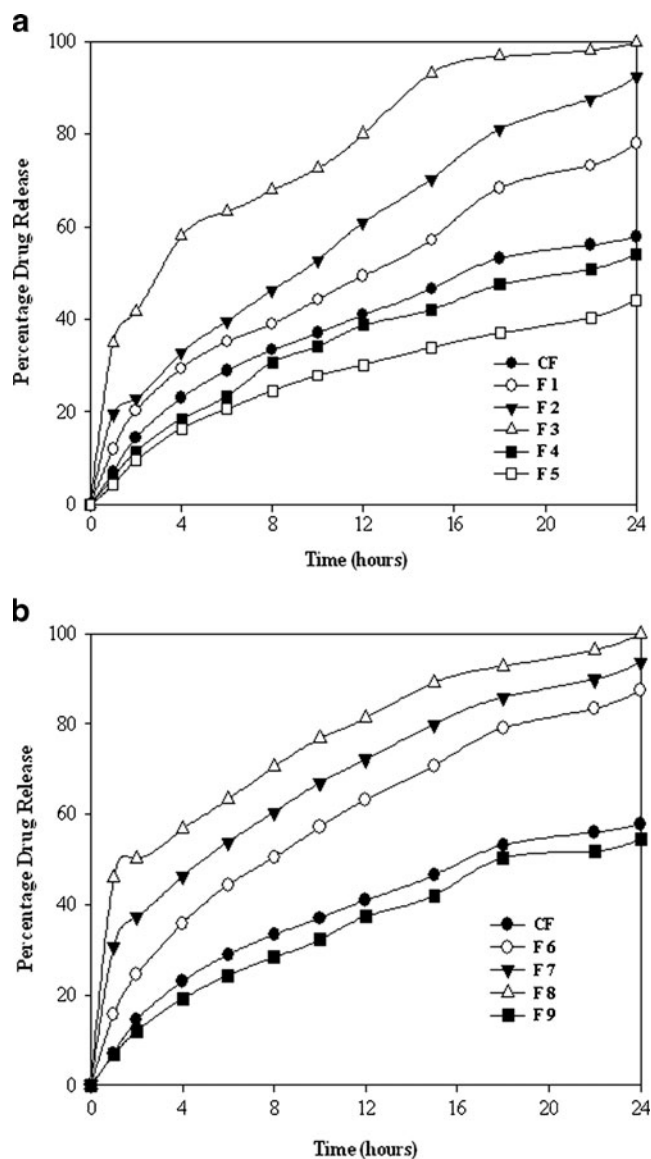 a
100
80
60
40
20
0
Percentage Drug Release
CF
F 1
F 2
F 3
F 4
F 5
0 4 8 12 16 20 24
Time (hours)
b
100
80
60
40
20
0
Percentage Drug Release
CF
F 6
F 7
F 8
F 9
0 4 8 12 16 20 24
Time (hours)